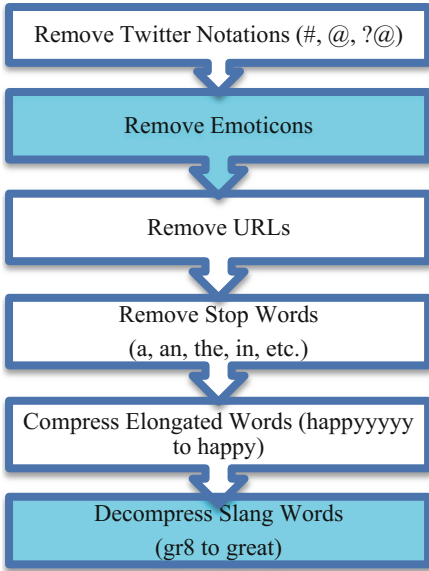 Remove Twitter Notations (#, @, ?@)
Remove Emoticons
Remove URLs
Remove Stop Words
(a, an, the, in, etc.)
Compress Elongated Words (happyyyyy
to happy)
Decompress Slang Words
(gr8 to great)